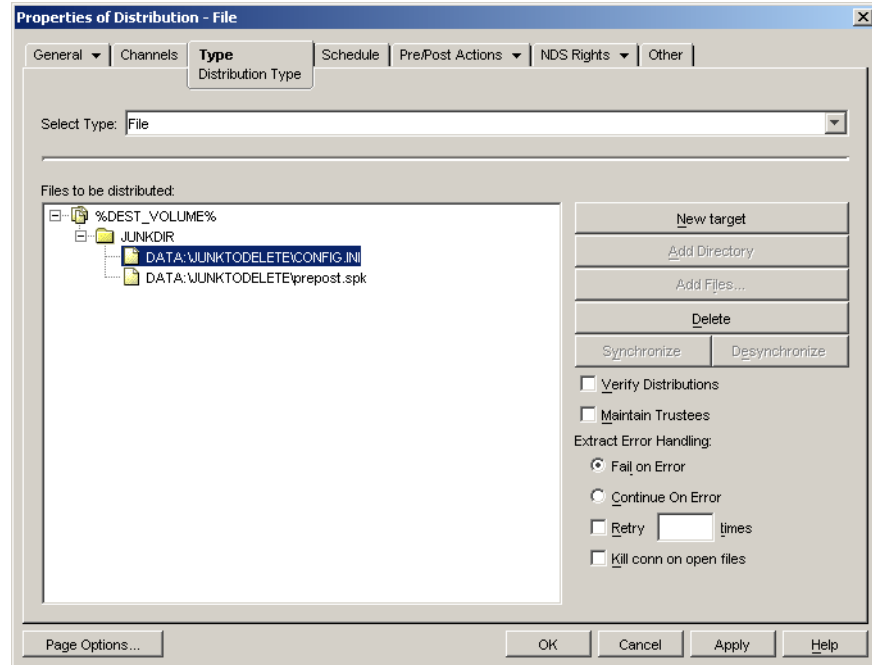 Properties of Distribution - File
General Channels Type Schedule Pre/Post Actions NDS Rights Other
Distribution Type
Select Type: File
Files to be distributed:
%DEST_VOLUME%
JUNKDIR
DATA:\JUNKTODELETE\CONFIG.INI
DATA:\JUNKTODELETE\prepost.spk
New target
Add Directory
Add Files...
Delete
Synchronize Desynchronize
Verify Distributions
Maintain Trustees
Extract Error Handling:
Fail on Error
Continue On Error
Retry times
Kill conn on open files
Page Options... OK Cancel Apply Help